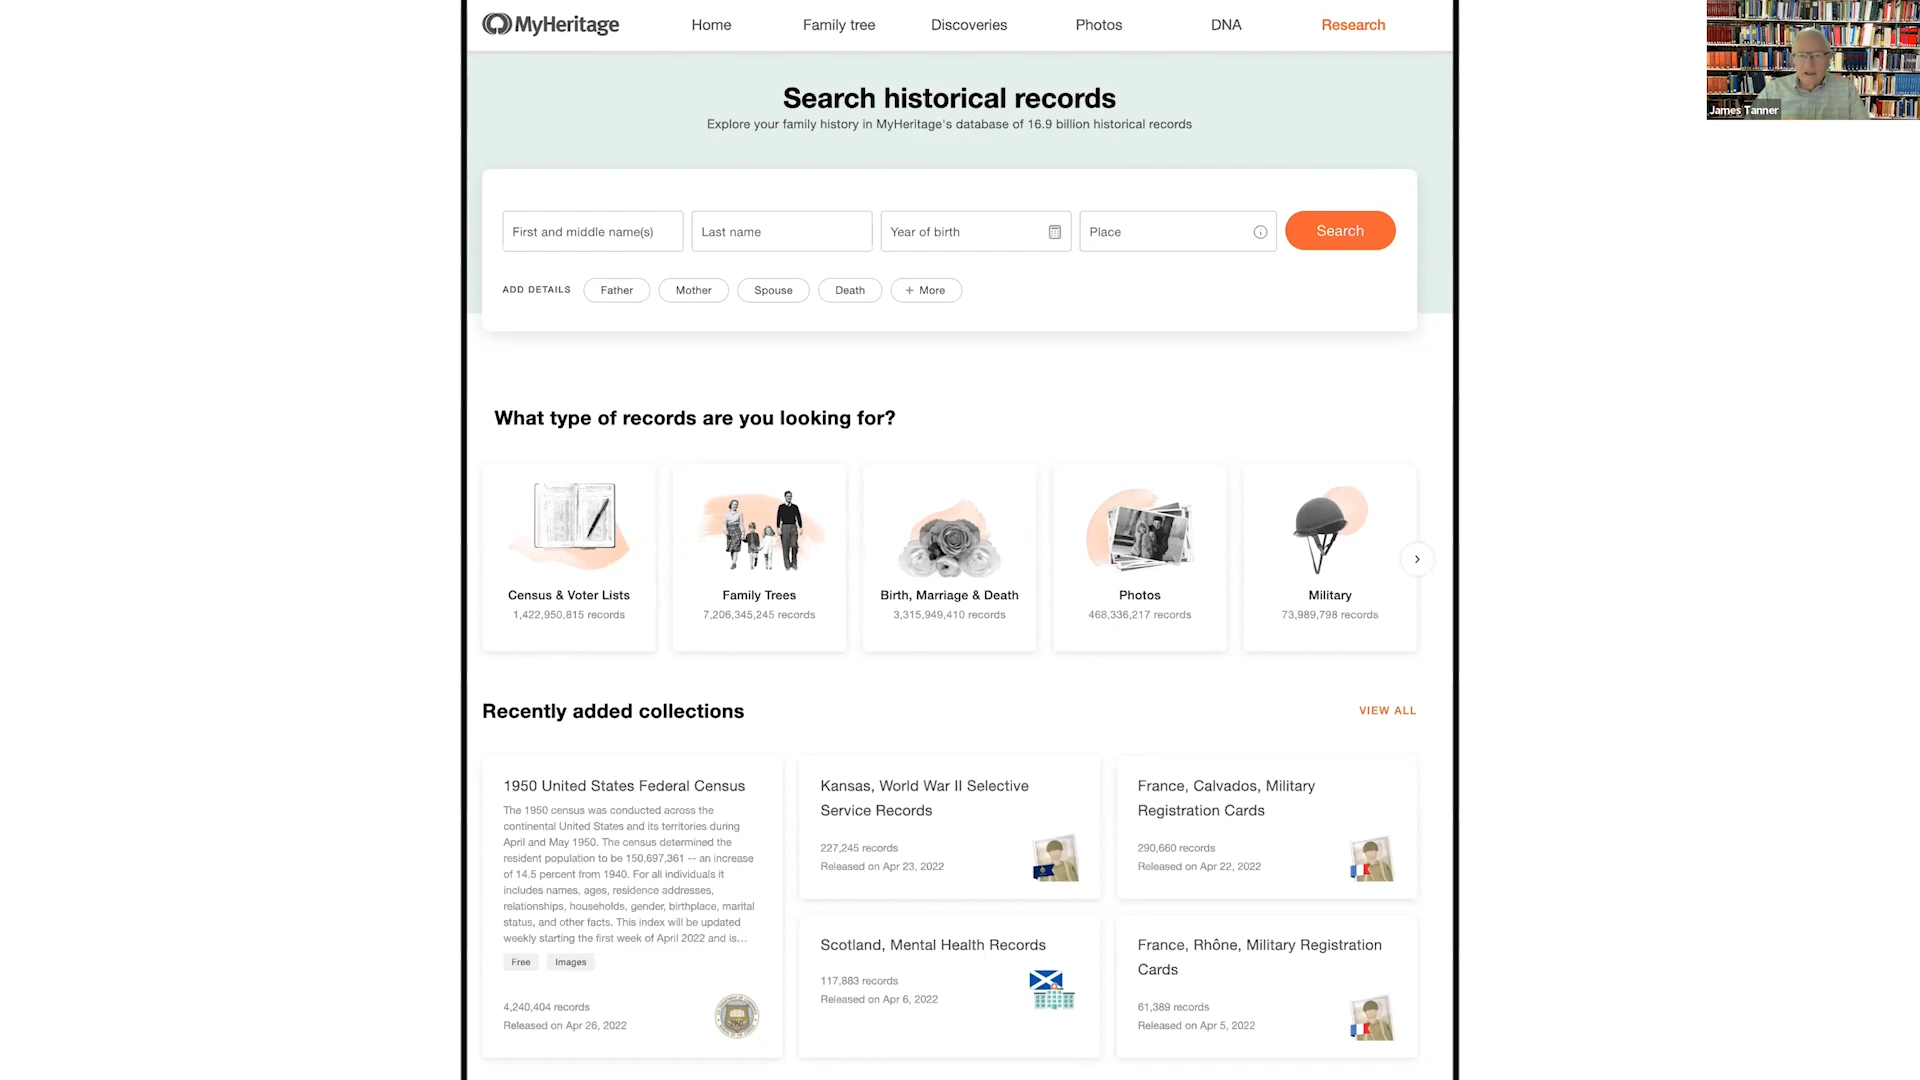 MyHeritage
Home
Family tree
Discoveries
Photos
DNA
Research
James Tanner
Search historical records
Explore your family history in MyHeritage's database of 16.9 billion historical records
First and middle name(s)
Last name
Year of birth
Place
Search
ADD DETAILS
Father
Mother
Spouse
Death
+ More
What type of records are you looking for?
Census & Voter Lists
1,422,950,815 records
Family Trees
7,206,345,245 records
Birth, Marriage & Death
3,315,949,410 records
Photos
468,336,217 records
Military
73,989,798 records
Recently added collections
VIEW ALL
1950 United States Federal Census
The 1950 census was conducted across the
continental United States and its territories during
April and May 1950. The census determined the
resident population to be 150,697,361 -- an increase
of 14.5 percent from 1940. For all individuals it
includes names, ages, residence addresses,
relationships, households, gender, birthplace, marital
status, and other facts. This index will be updated
weekly starting the first week of April 2022 and is...
Free
Images
4,240,404 records
Released on Apr 26, 2022
Kansas, World War II Selective
Service Records
227,245 records
Released on Apr 23, 2022
France, Calvados, Military
Registration Cards
290,660 records
Released on Apr 22, 2022
Scotland, Mental Health Records
117,883 records
Released on Apr 6, 2022
France, Rhône, Military Registration
Cards
61,389 records
Released on Apr 5, 2022